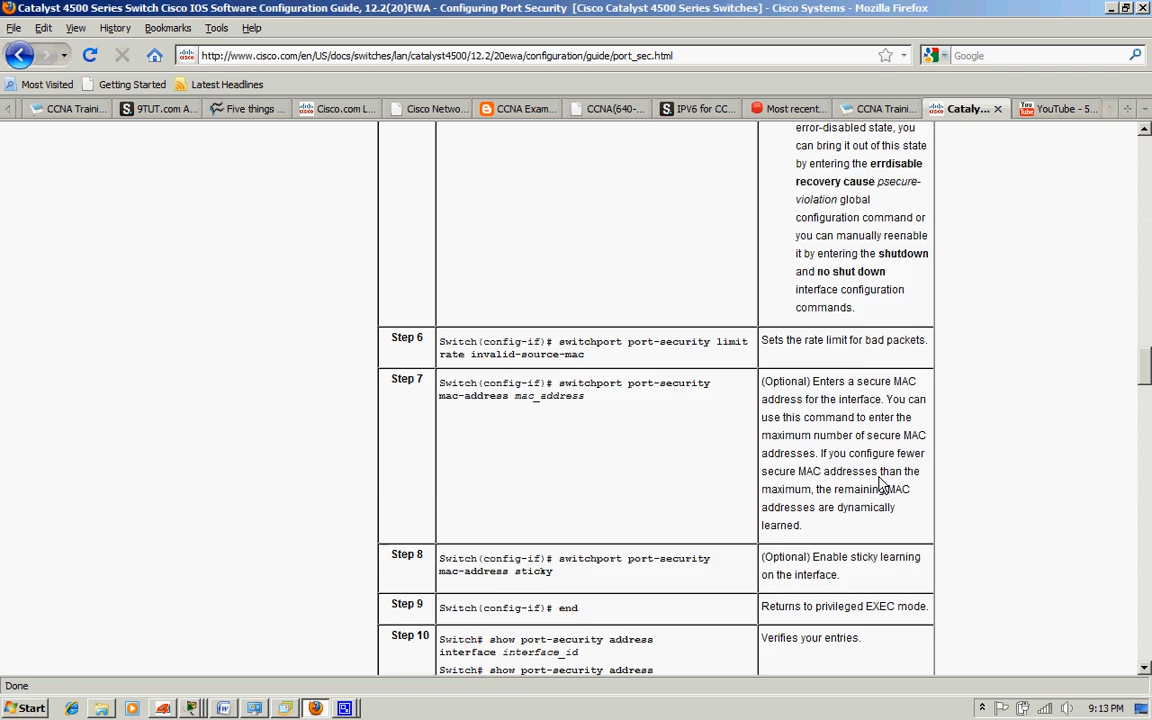 Catalyst 4500 Series Switch Cisco IOS Software Configuration Guide, 12.2(20)EWA - Configuring Port Security  [Cisco Catalyst 4500 Series Switches] - Cisco Systems - Mozilla Firefox
File Edit View History Bookmarks Tools Help
http://www.cisco.com/en/US/docs/switches/lan/catalyst4500/12.2/20ewa/configuration/guide/port_sec.html
Google
Most Visited Getting Started Latest Headlines
CCNA Traini... 9TUT.com A... Five things ... Cisco.com L... Cisco Netwo... CCNA Exam... CCNA(640-... IPV6 for CC... Most recent... CCNA Traini... Cataly... YouTube - 5...
error-disabled state, you
can bring it out of this state
by entering the errdisable
recovery cause psecure-
violation global
configuration command or
you can manually reenable
it by entering the shutdown
and no shut down
interface configuration
commands.
Step 6
Switch(config-if)# switchport port-security limit
rate invalid-source-mac
Sets the rate limit for bad packets.
Step 7
Switch(config-if)# switchport port-security
mac-address mac_address
(Optional) Enters a secure MAC
address for the interface. You can
use this command to enter the
maximum number of secure MAC
addresses. If you configure fewer
secure MAC addresses than the
maximum, the remaining MAC
addresses are dynamically
learned.
Step 8
Switch(config-if)# switchport port-security
mac-address sticky
(Optional) Enable sticky learning
on the interface.
Step 9
Switch(config-if)# end
Returns to privileged EXEC mode.
Step 10
Switch# show port-security address
interface interface_id
Switch# show port-security address
Verifies your entries.
Done
Start
9:13 PM